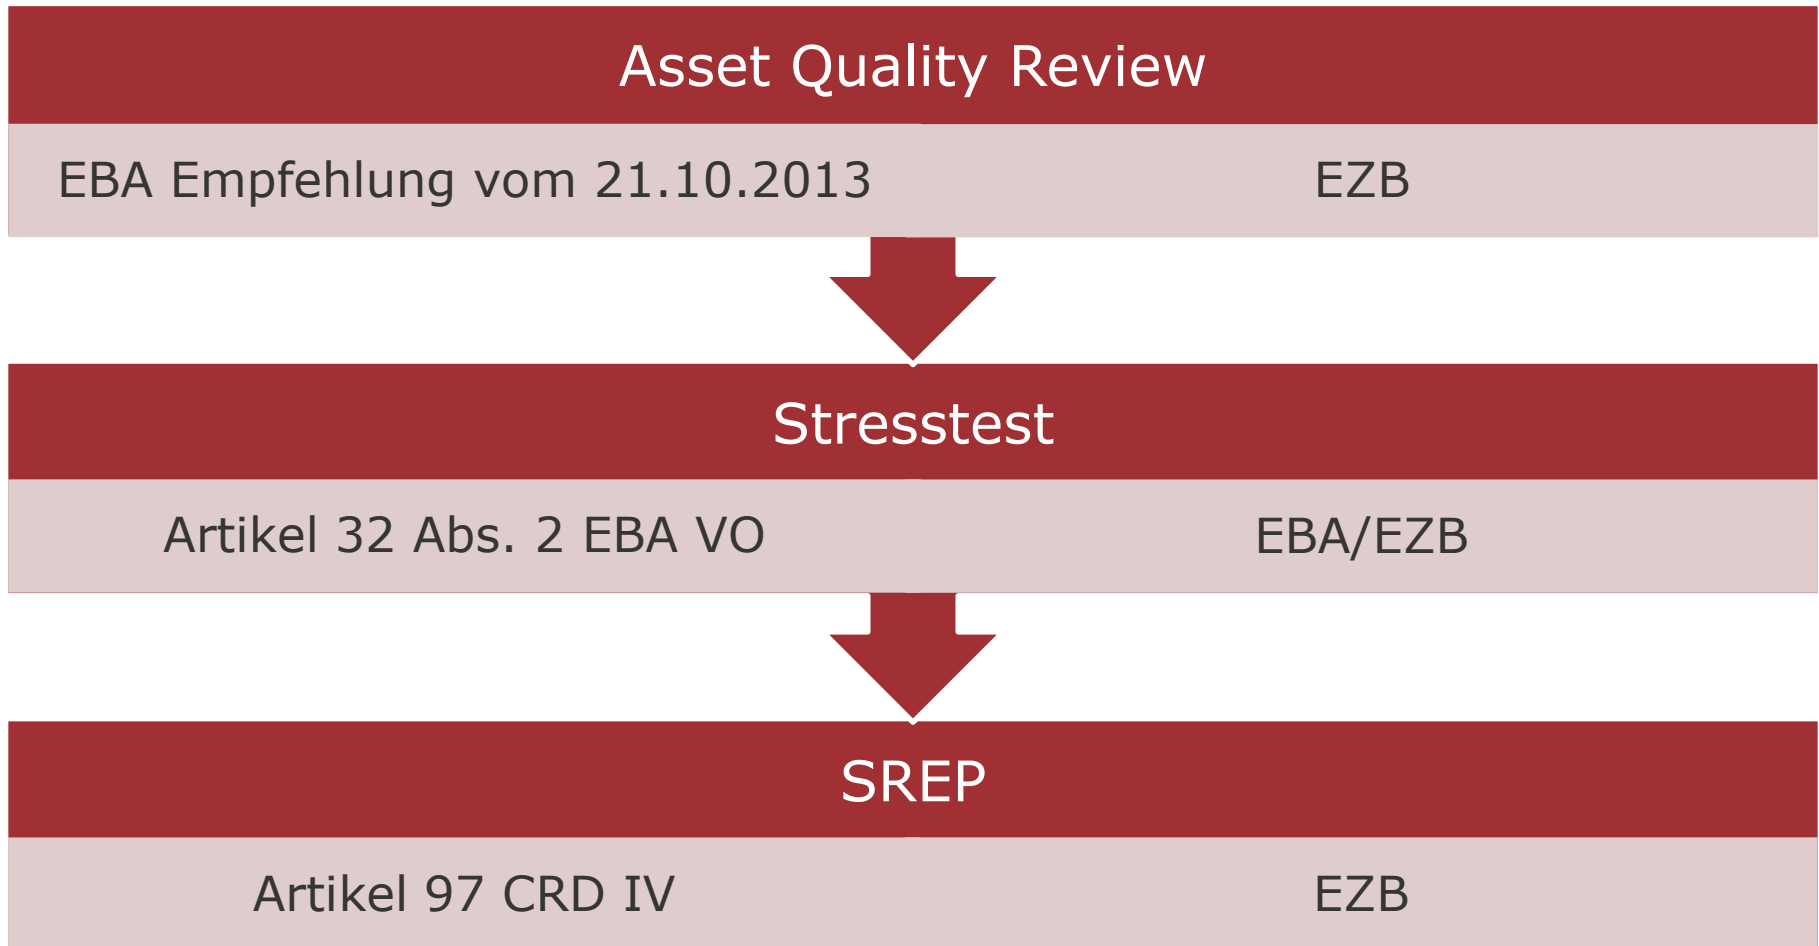 Asset Quality Review
EBA Empfehlung vom 21.10.2013
EZB
Stresstest
Artikel 32 Abs. 2 EBA VO
EBA/EZB
SREP
Artikel 97 CRD IV
EZB